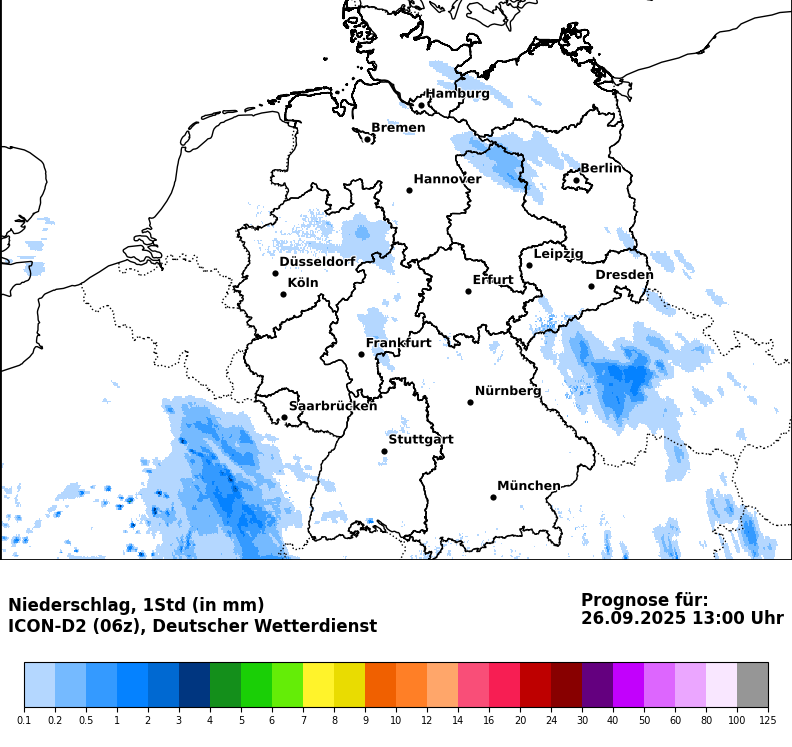 Hamburg
Bremen
Berlin
Hannover
Leipzig
Düsseldorf
Dresden
Köln
Erfurt
Frankfurt
Nürnberg
Saarbrücken
Stuttgart
München
Niederschlag, 1Std (in mm)
ICON-D2 (06z), Deutscher Wetterdienst
Prognose für:
26.09.2025 13:00 Uhr
0.1 0.2 0.5 1 2 3 4 5 6 7 8 9 10 12 14 16 20 24 30 40 50 60 80 100 125